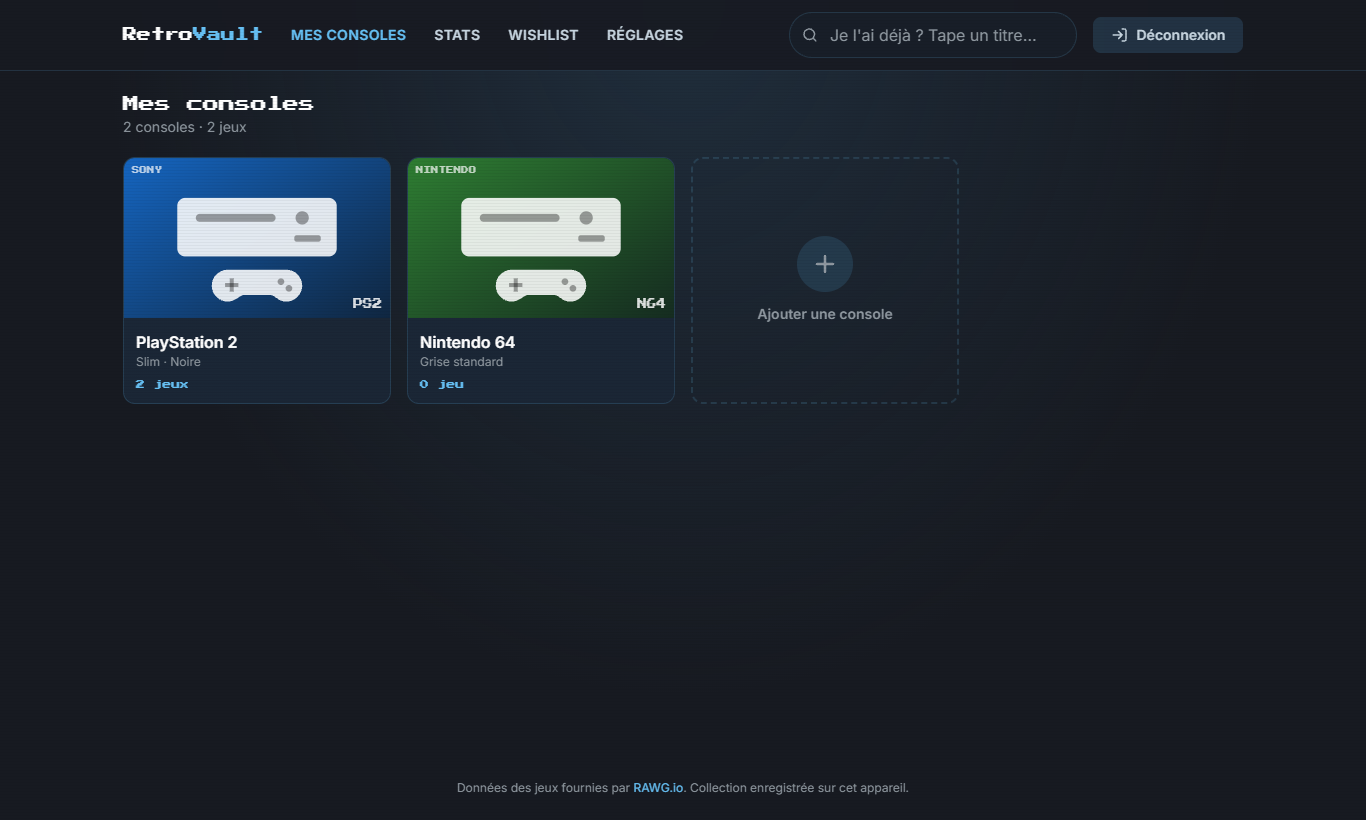 RetroVault
MES CONSOLES
STATS
WISHLIST
RÉGLAGES
Je l'ai déjà ? Tape un titre...
Déconnexion
Mes consoles
2 consoles · 2 jeux
SONY
PS2
PlayStation 2
Slim · Noire
2 jeux
NINTENDO
N64
Nintendo 64
Grise standard
0 jeu
Ajouter une console
Données des jeux fournies par RAWG.io. Collection enregistrée sur cet appareil.